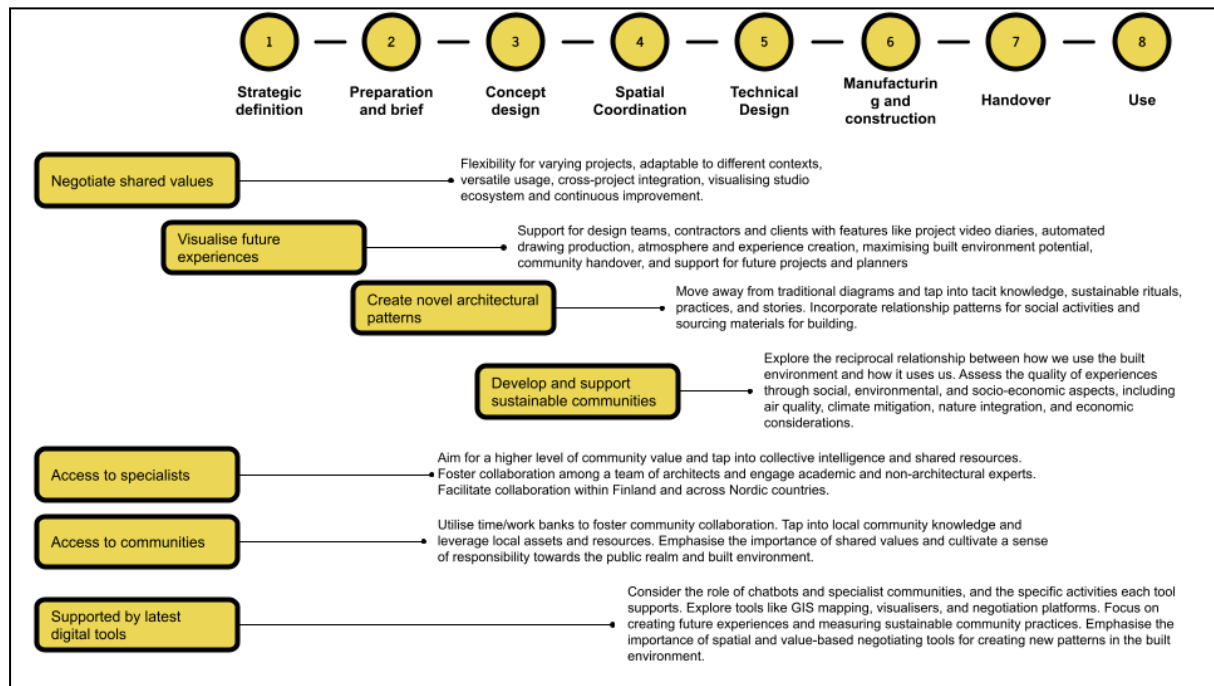 1
2
3
4
5
6
7
8
Strategic
definition
Preparation
and brief
Concept
design
Spatial
Coordination
Technical
Design
Manufacturin
g and
construction
Handover
Use
Negotiate shared values
Flexibility for varying projects, adaptable to different contexts,
versatile usage, cross-project integration, visualising studio
ecosystem and continuous improvement.
Visualise future
experiences
Support for design teams, contractors and clients with features like project video diaries, automated
drawing production, atmosphere and experience creation, maximising built environment potential,
community handover, and support for future projects and planners
Create novel architectural
patterns
Move away from traditional diagrams and tap into tacit knowledge, sustainable rituals,
practices, and stories. Incorporate relationship patterns for social activities and
sourcing materials for building.
Develop and support
sustainable communities
Explore the reciprocal relationship between how we use the built
environment and how it uses us. Assess the quality of experiences
through social, environmental, and socio-economic aspects, including
air quality, climate mitigation, nature integration, and economic
considerations.
Access to specialists
Aim for a higher level of community value and tap into collective intelligence and shared resources.
Foster collaboration among a team of architects and engage academic and non-architectural experts.
Facilitate collaboration within Finland and across Nordic countries.
Access to communities
Utilise time/work banks to foster community collaboration. Tap into local community knowledge and
leverage local assets and resources. Emphasise the importance of shared values and cultivate a sense
of responsibility towards the public realm and built environment.
Supported by latest
digital tools
Consider the role of chatbots and specialist communities, and the specific activities each tool
supports. Explore tools like GIS mapping, visualisers, and negotiation platforms. Focus on
creating future experiences and measuring sustainable community practices. Emphasise the
importance of spatial and value-based negotiating tools for creating new patterns in the built
environment.